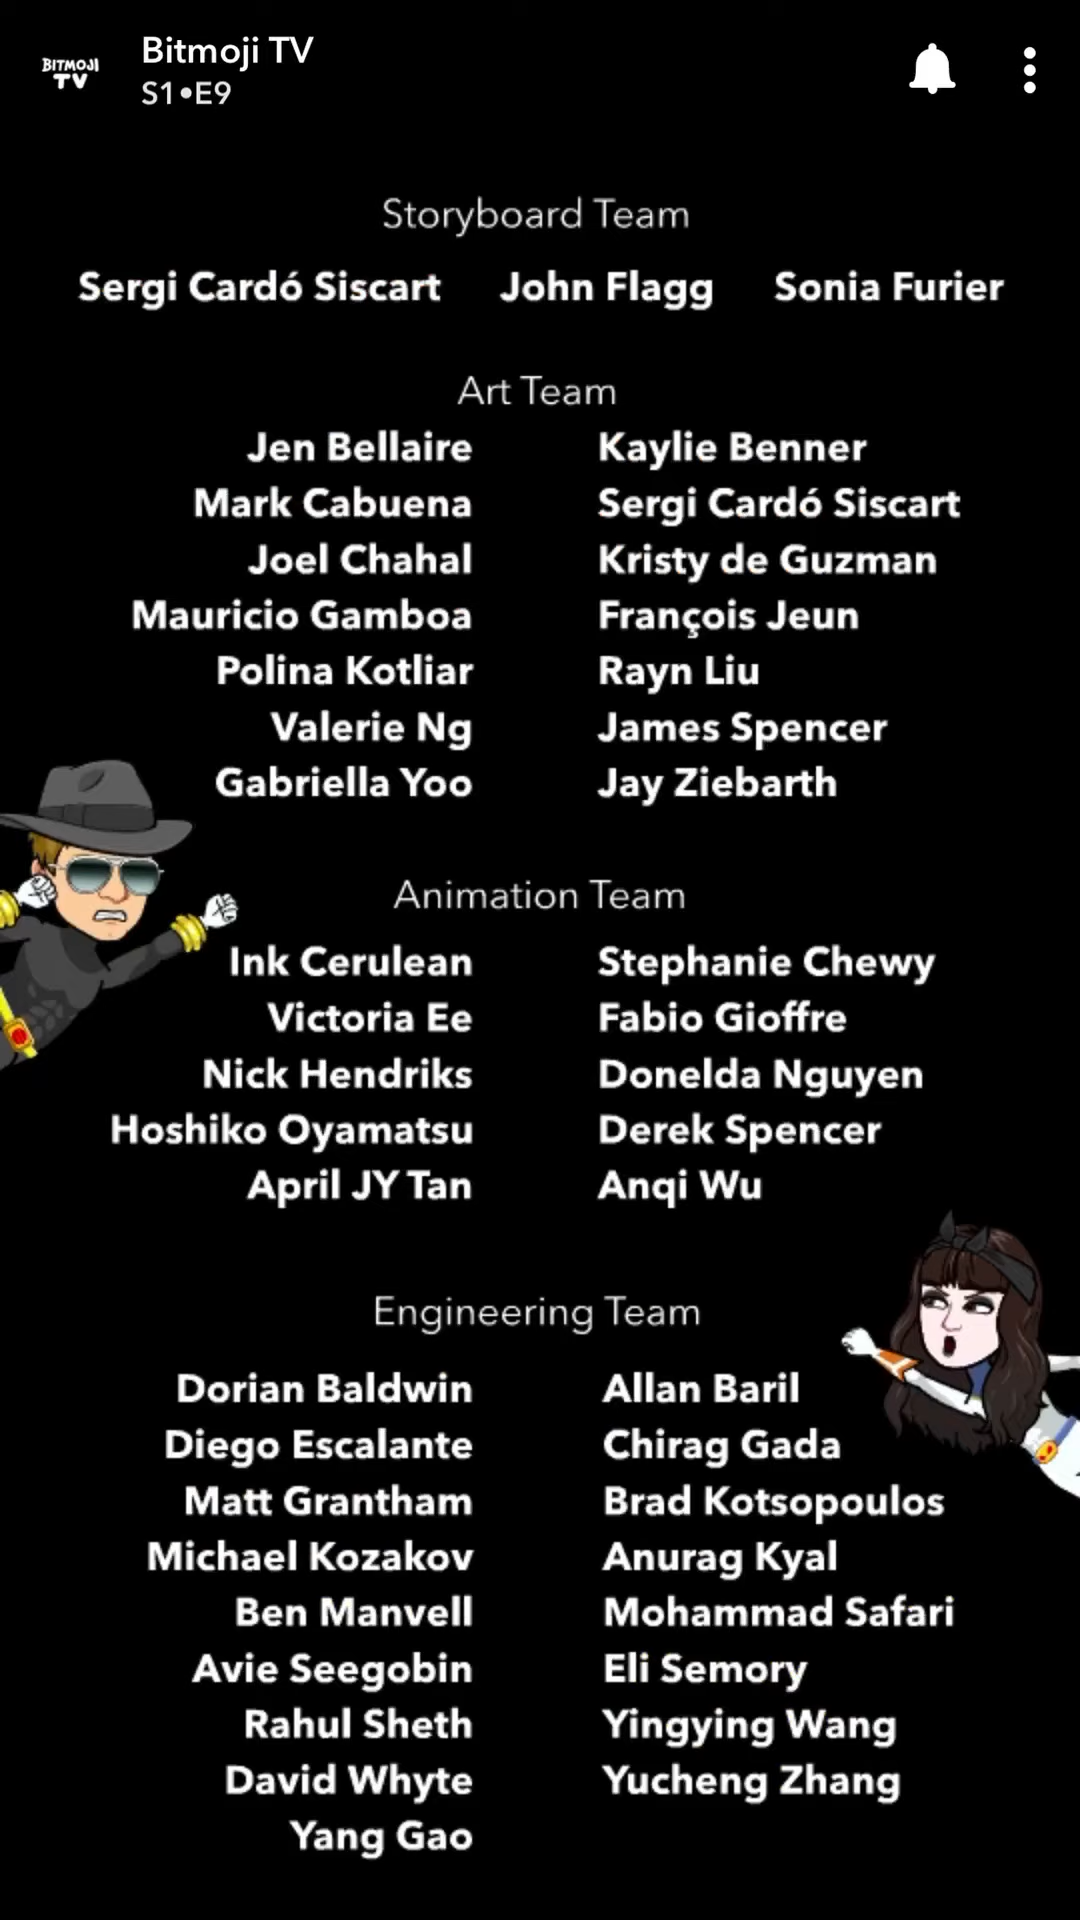 BITMOJI
TV
Bitmoji TV
S1•E9
Storyboard Team
Sergi Cardó Siscart John Flagg Sonia Furier
Art Team
Jen Bellaire Kaylie Benner
Mark Cabuena Sergi Cardó Siscart
Joel Chahal Kristy de Guzman
Mauricio Gamboa François Jeun
Polina Kotliar Rayn Liu
Valerie Ng James Spencer
Gabriella Yoo Jay Ziebarth
Animation Team
Ink Cerulean Stephanie Chewy
Victoria Ee Fabio Gioffre
Nick Hendriks Donelda Nguyen
Hoshiko Oyamatsu Derek Spencer
April JY Tan Anqi Wu
Engineering Team
Dorian Baldwin Allan Baril
Diego Escalante Chirag Gada
Matt Grantham Brad Kotsopoulos
Michael Kozakov Anurag Kyal
Ben Manvell Mohammad Safari
Avie Seegobin Eli Semory
Rahul Sheth Yingying Wang
David Whyte Yucheng Zhang
Yang Gao